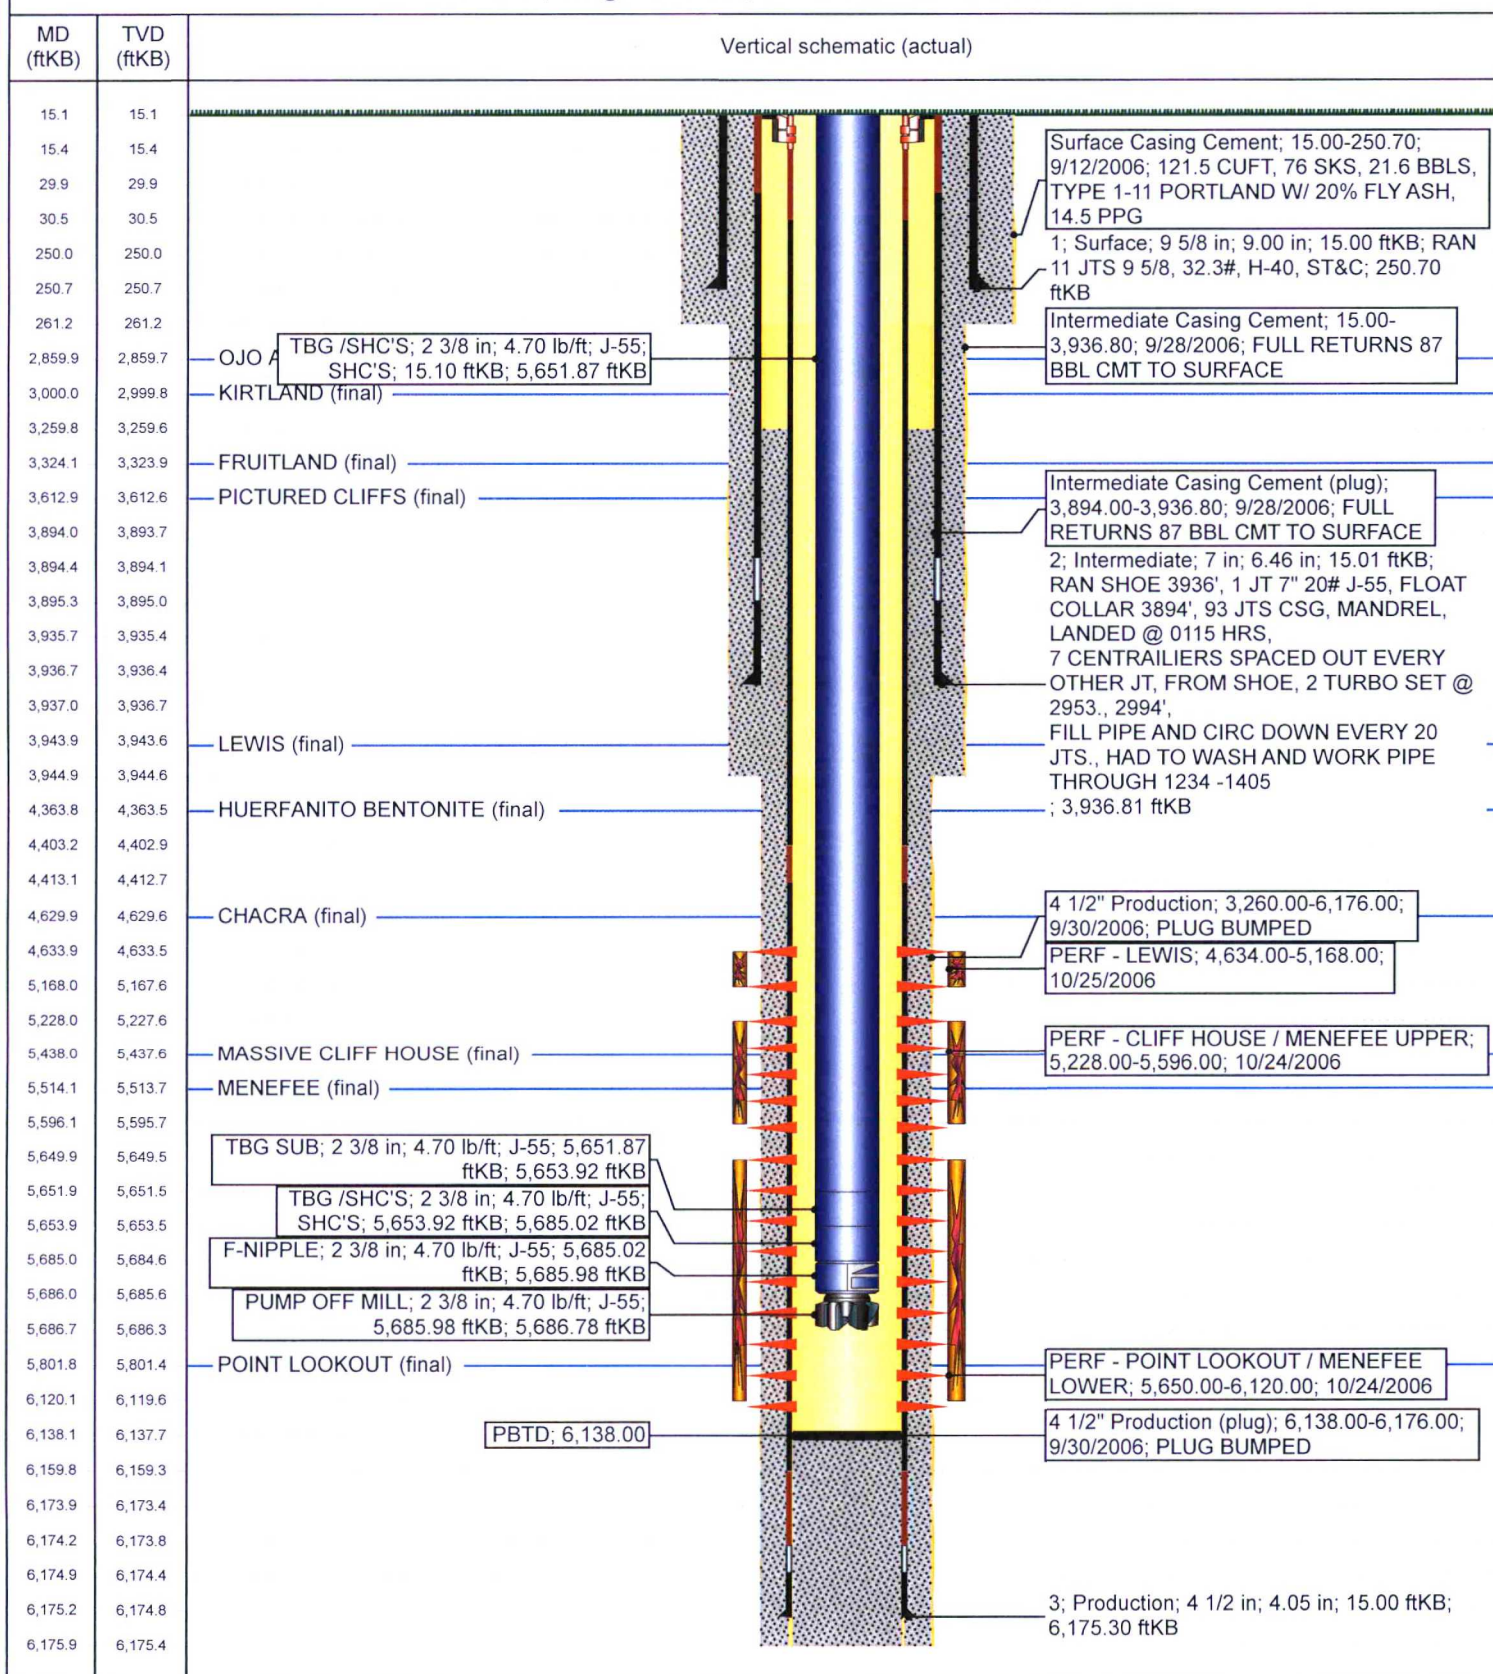 MD
(ftKB)
TVD
(ftKB)
Vertical schematic (actual)
15.1 15.1
15.4 15.4
29.9 29.9
30.5 30.5
250.0 250.0
250.7 250.7
261.2 261.2
2,859.9 2,859.7
3,000.0 2,999.8
3,259.8 3,259.6
3,324.1 3,323.9
3,612.9 3,612.6
3,894.0 3,893.7
3,894.4 3,894.1
3,895.3 3,895.0
3,935.7 3,935.4
3,936.7 3,936.4
3,937.0 3,936.7
3,943.9 3,943.6
3,944.9 3,944.6
4,363.8 4,363.5
4,403.2 4,402.9
4,413.1 4,412.7
4,629.9 4,629.6
4,633.9 4,633.5
5,168.0 5,167.6
5,228.0 5,227.6
5,438.0 5,437.6
5,514.1 5,513.7
5,596.1 5,595.7
5,649.9 5,649.5
5,651.9 5,651.5
5,653.9 5,653.5
5,685.0 5,684.6
5,686.0 5,685.6
5,686.7 5,686.3
5,801.8 5,801.4
6,120.1 6,119.6
6,138.1 6,137.7
6,159.8 6,159.3
6,173.9 6,173.4
6,174.2 6,173.8
6,174.9 6,174.4
6,175.2 6,174.8
6,175.9 6,175.4
OJO
TBG /SHC'S; 2 3/8 in; 4.70 lb/ft; J-55;
SHC'S; 15.10 ftKB; 5,651.87 ftKB
KIRTLAND (final)
FRUITLAND (final)
PICTURED CLIFFS (final)
LEWIS (final)
HUERFANITO BENTONITE (final)
CHACRA (final)
MASSIVE CLIFF HOUSE (final)
MENEFEE (final)
TBG SUB; 2 3/8 in; 4.70 lb/ft; J-55; 5,651.87
ftKB; 5,653.92 ftKB
TBG /SHC'S; 2 3/8 in; 4.70 lb/ft; J-55;
SHC'S; 5,653.92 ftKB; 5,685.02 ftKB
F-NIPPLE; 2 3/8 in; 4.70 lb/ft; J-55; 5,685.02
ftKB; 5,685.98 ftKB
PUMP OFF MILL; 2 3/8 in; 4.70 lb/ft; J-55;
5,685.98 ftKB; 5,686.78 ftKB
POINT LOOKOUT (final)
PBTD; 6,138.00
Surface Casing Cement; 15.00-250.70;
9/12/2006; 121.5 CUFT, 76 SKS, 21.6 BBLS,
TYPE 1-11 PORTLAND W/ 20% FLY ASH,
14.5 PPG
1; Surface; 9 5/8 in; 9.00 in; 15.00 ftKB; RAN
11 JTS 9 5/8, 32.3#, H-40, ST&C; 250.70
ftKB
Intermediate Casing Cement; 15.00-
3,936.80; 9/28/2006; FULL RETURNS 87
BBL CMT TO SURFACE
Intermediate Casing Cement (plug);
3,894.00-3,936.80; 9/28/2006; FULL
RETURNS 87 BBL CMT TO SURFACE
2; Intermediate; 7 in; 6.46 in; 15.01 ftKB;
RAN SHOE 3936', 1 JT 7" 20# J-55, FLOAT
COLLAR 3894', 93 JTS CSG, MANDREL,
LANDED @ 0115 HRS,
7 CENTRAILIERS SPACED OUT EVERY
OTHER JT, FROM SHOE, 2 TURBO SET @
2953., 2994',
FILL PIPE AND CIRC DOWN EVERY 20
JTS., HAD TO WASH AND WORK PIPE
THROUGH 1234 -1405
; 3,936.81 ftKB
4 1/2" Production; 3,260.00-6,176.00;
9/30/2006; PLUG BUMPED
PERF - LEWIS; 4,634.00-5,168.00;
10/25/2006
PERF - CLIFF HOUSE / MENEFEE UPPER;
5,228.00-5,596.00; 10/24/2006
PERF - POINT LOOKOUT / MENEFEE
LOWER; 5,650.00-6,120.00; 10/24/2006
4 1/2" Production (plug); 6,138.00-6,176.00;
9/30/2006; PLUG BUMPED
3; Production; 4 1/2 in; 4.05 in; 15.00 ftKB;
6,175.30 ftKB